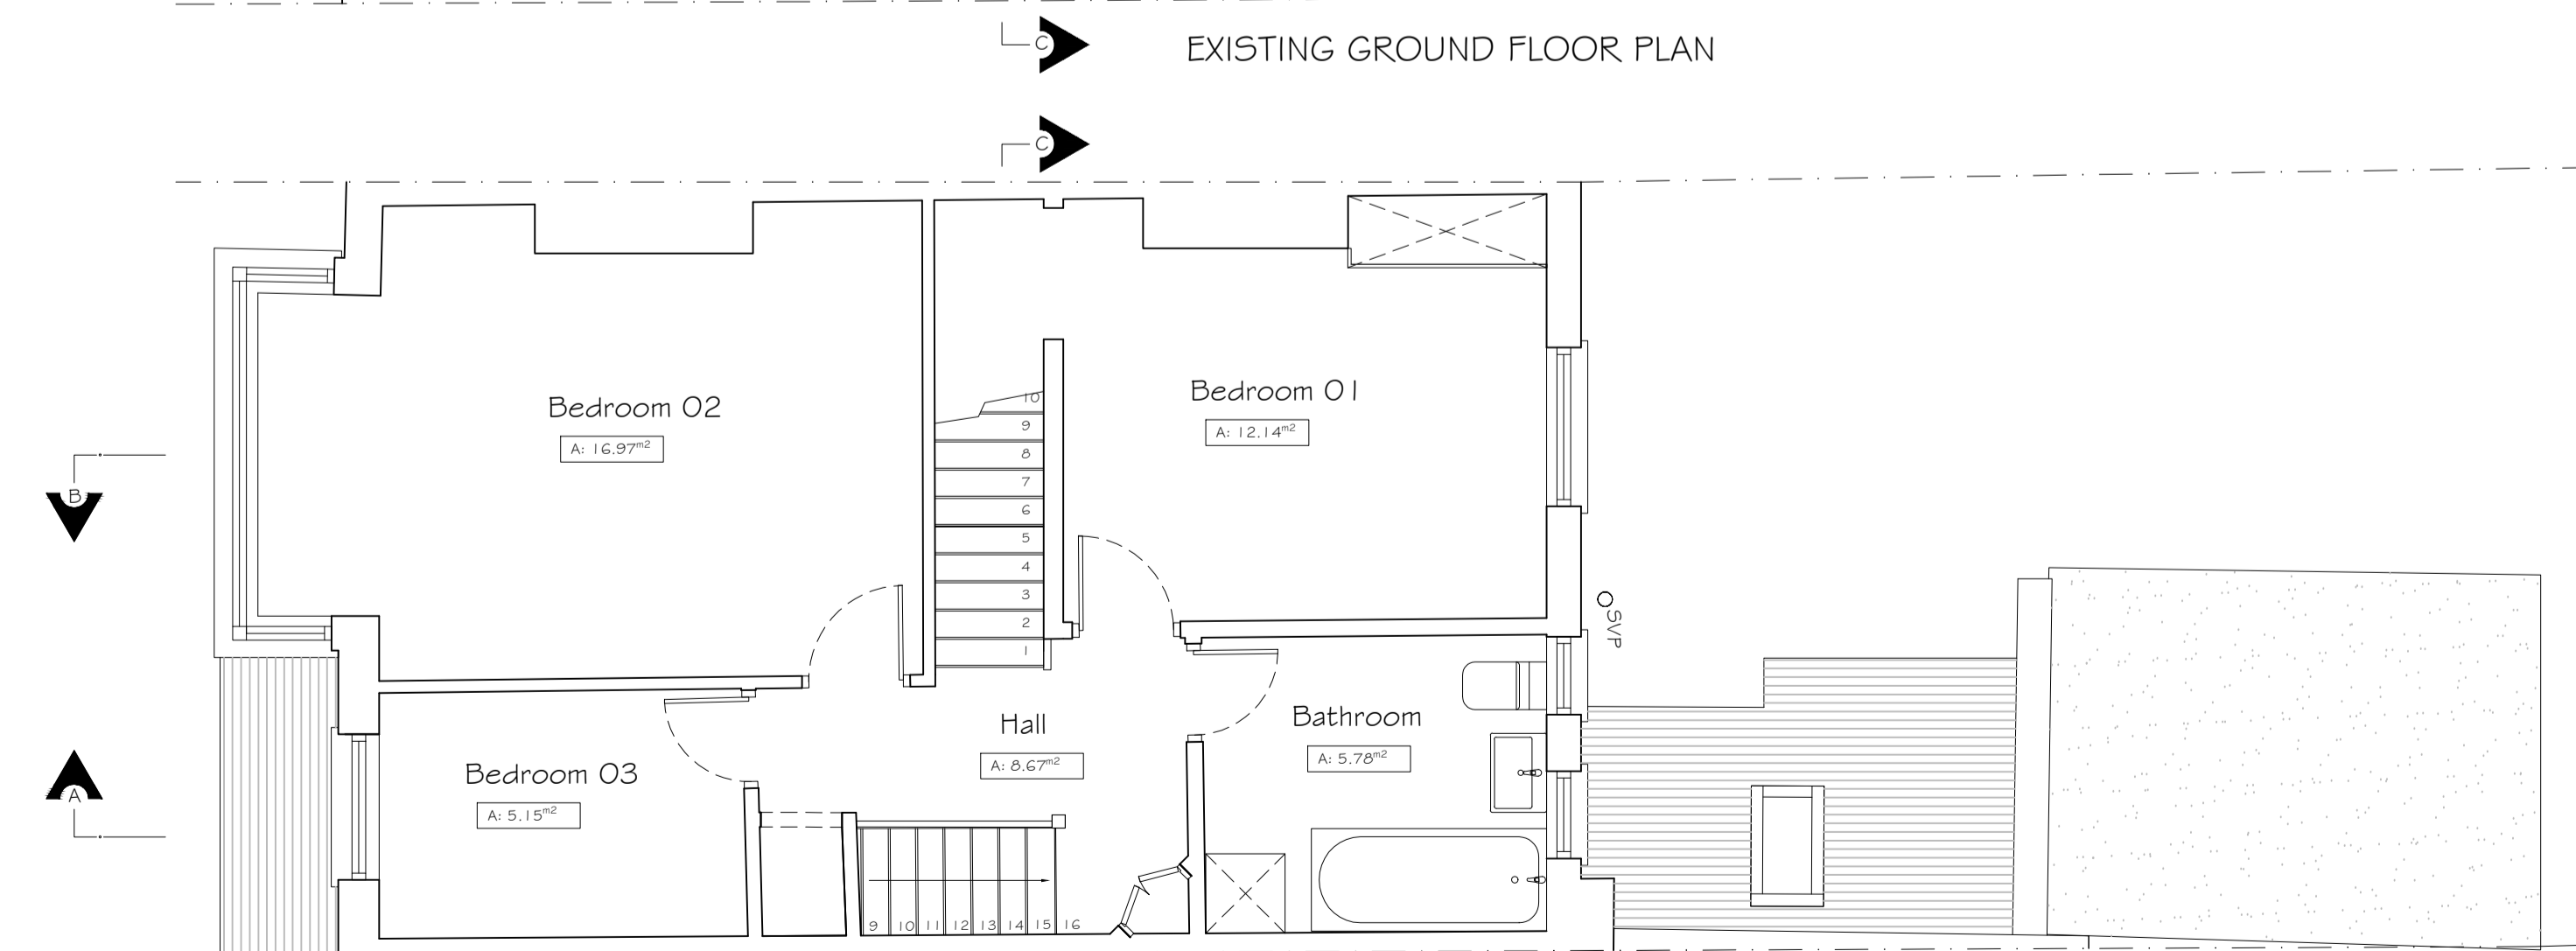 C
EXISTING GROUND FLOOR PLAN
C
Bedroom 02
A: 16.97m2
Bedroom 01
A: 12.14m2
10
9
8
7
6
5
4
3
2
1
B
SVP
Hall
A: 8.67m2
Bathroom
A: 5.78m2
Bedroom 03
A: 5.15m2
A
9 10 11 12 13 14 15 16